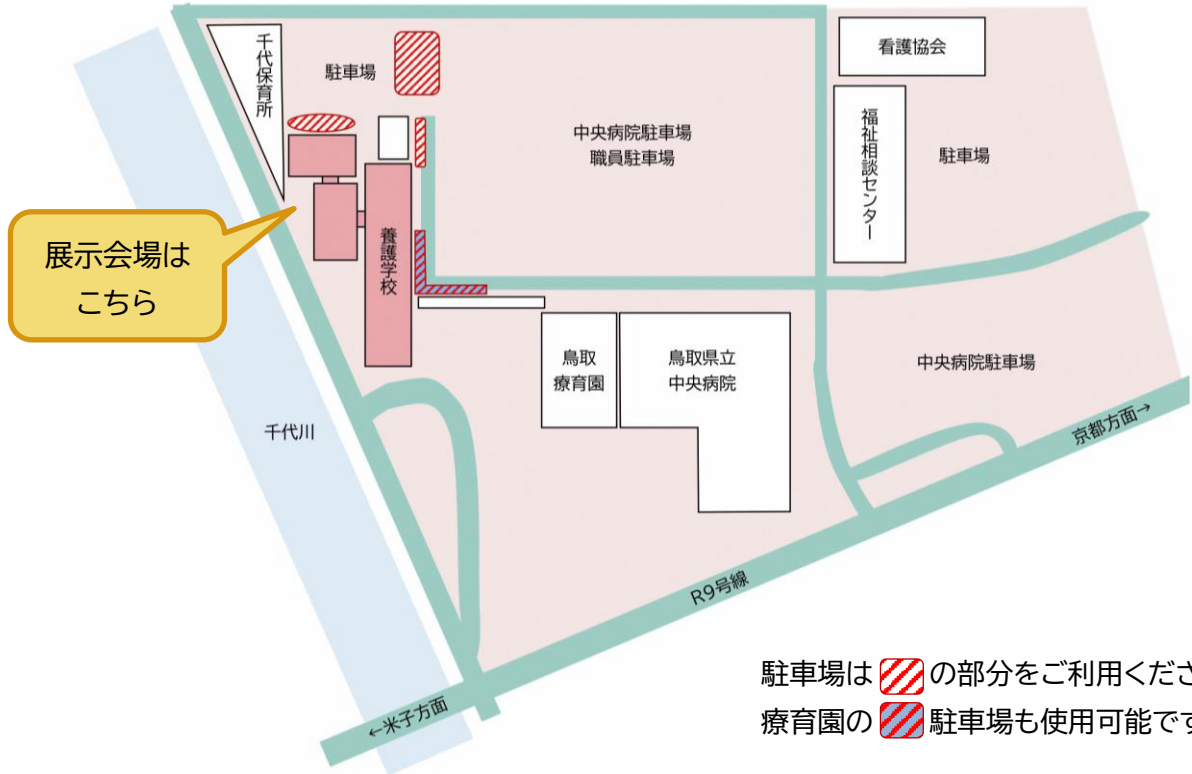 千代保育所
駐車場
看護協会
中央病院駐車場
職員駐車場
福祉相談センター
駐車場
展示会場は
こちら
養護学校
鳥取
療育園
鳥取県立
中央病院
中央病院駐車場
千代川
京都方面→
R9号線
←米子方面
駐車場は の部分をご利用くださ
療育園の 駐車場も使用可能です